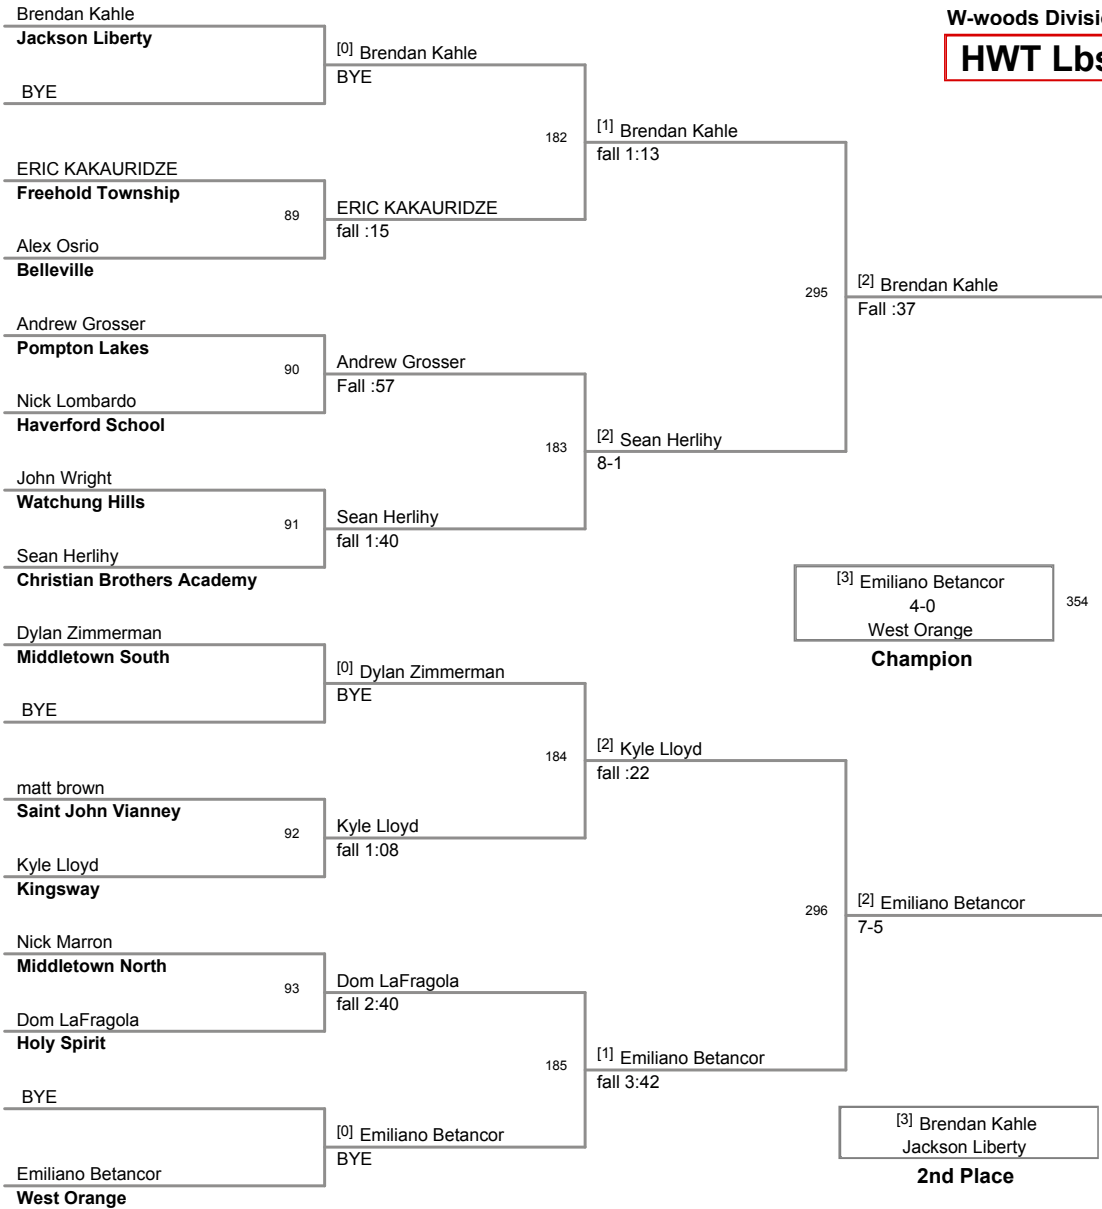 W-woods Divisi
HWT Lbs
Brendan Kahle
Jackson Liberty
BYE
[0] Brendan Kahle
BYE
182
[1] Brendan Kahle
fall 1:13
ERIC KAKAURIDZE
Freehold Township
89
Alex Osrio
Belleville
ERIC KAKAURIDZE
fall :15
295
[2] Brendan Kahle
Fall :37
Andrew Grosser
Pompton Lakes
90
Nick Lombardo
Haverford School
Andrew Grosser
Fall :57
183
[2] Sean Herlihy
8-1
John Wright
Watchung Hills
91
Sean Herlihy
Christian Brothers Academy
Sean Herlihy
fall 1:40
[3] Emiliano Betancor
4-0
West Orange
354
Champion
Dylan Zimmerman
Middletown South
BYE
[0] Dylan Zimmerman
BYE
184
[2] Kyle Lloyd
fall :22
matt brown
Saint John Vianney
92
Kyle Lloyd
Kingsway
Kyle Lloyd
fall 1:08
296
[2] Emiliano Betancor
7-5
Nick Marron
Middletown North
93
Dom LaFragola
Holy Spirit
Dom LaFragola
fall 2:40
185
[1] Emiliano Betancor
fall 3:42
BYE
Emiliano Betancor
West Orange
[0] Emiliano Betancor
BYE
[3] Brendan Kahle
Jackson Liberty
2nd Place